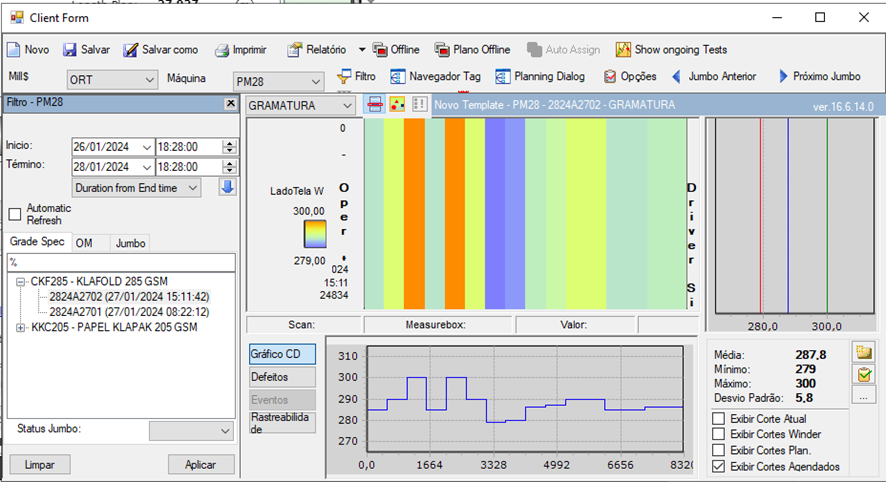 Client Form
Novo Salvar Salvar como Imprimir Relatório Offline Plano Offline Auto Assign Show ongoing Tests
Mill$ ORT Máquina PM28 Filtro Navegador Tag Planning Dialog Opções Jumbo Anterior Próximo Jumbo
Filtro - PM28
GRAMATURA
Novo Template - PM28 - 2824A2702 - GRAMATURA ver.16.6.14.0
Inicio: 26/01/2024 18:28:00
Término: 28/01/2024 18:28:00
Duration from End time
Automatic
Refresh
Grade Spec OM Jumbo
%
CKF285 - KLAFOLD 285 GSM
2824A2702 (27/01/2024 15:11:42)
2824A2701 (27/01/2024 08:22:12)
KKC205 - PAPEL KLAPAK 205 GSM
Status Jumbo:
Limpar Aplicar
0
-
LadoTela W
300,00
279,00
Oper
024
15:11
24834
Driver Si
280,0 300,0
Scan: Measurebox: Valor:
Gráfico CD
Defeitos
Eventos
Rastreabilida
de
310
300
290
280
270
0,0 1664 3328 4992 6656 8320
Média: 287,8
Mínimo: 279
Máximo: 300
Desvio Padrão: 5,8
...
Exibir Corte Atual
Exibir Cortes Winder
Exibir Cortes Plan.
Exibir Cortes Agendados